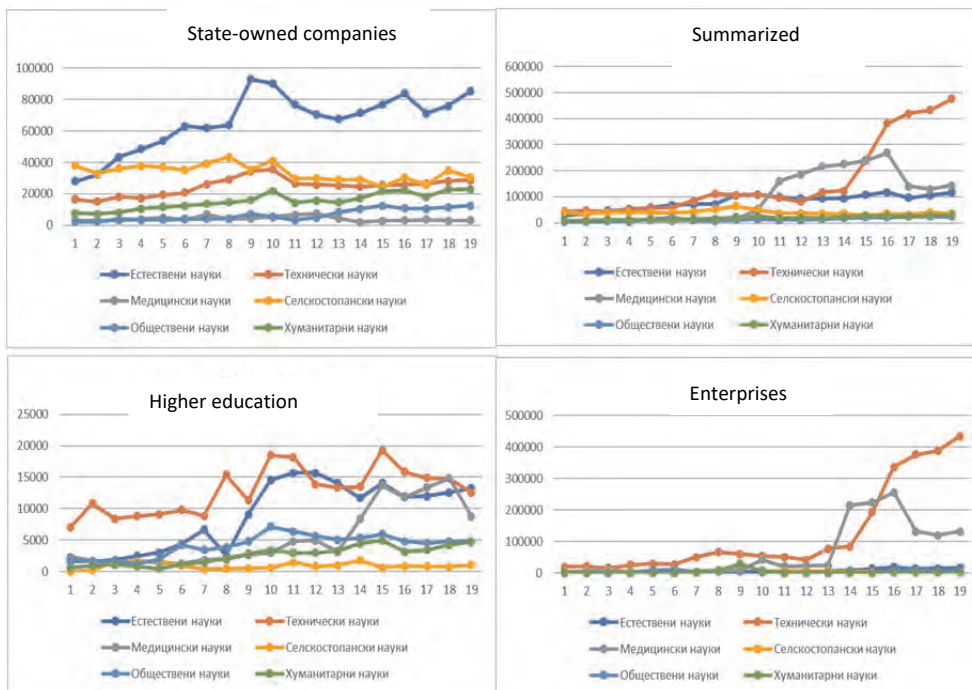 State-owned companies
100000
80000
60000
40000
20000
0
1 2 3 4 5 6 7 8 9 10 11 12 13 14 15 16 17 18 19
Естествени науки Технически науки
Медицински науки Селскостопански науки
Обществени науки Хуманитарни науки
Summarized
600000
500000
400000
300000
200000
100000
0
1 2 3 4 5 6 7 8 9 10 11 12 13 14 15 16 17 18 19
Естествени науки Технически науки
Медицински науки Селскостопански науки
Обществени науки Хуманитарни науки
Higher education
25000
20000
15000
10000
5000
0
1 2 3 4 5 6 7 8 9 10 11 12 13 14 15 16 17 18 19
Естествени науки Технически науки
Медицински науки Селскостопански науки
Обществени науки Хуманитарни науки
Enterprises
500000
400000
300000
200000
100000
0
1 2 3 4 5 6 7 8 9 10 11 12 13 14 15 16 17 18 19
Естествени науки Технически науки
Медицински науки Селскостопански науки
Обществени науки Хуманитарни науки